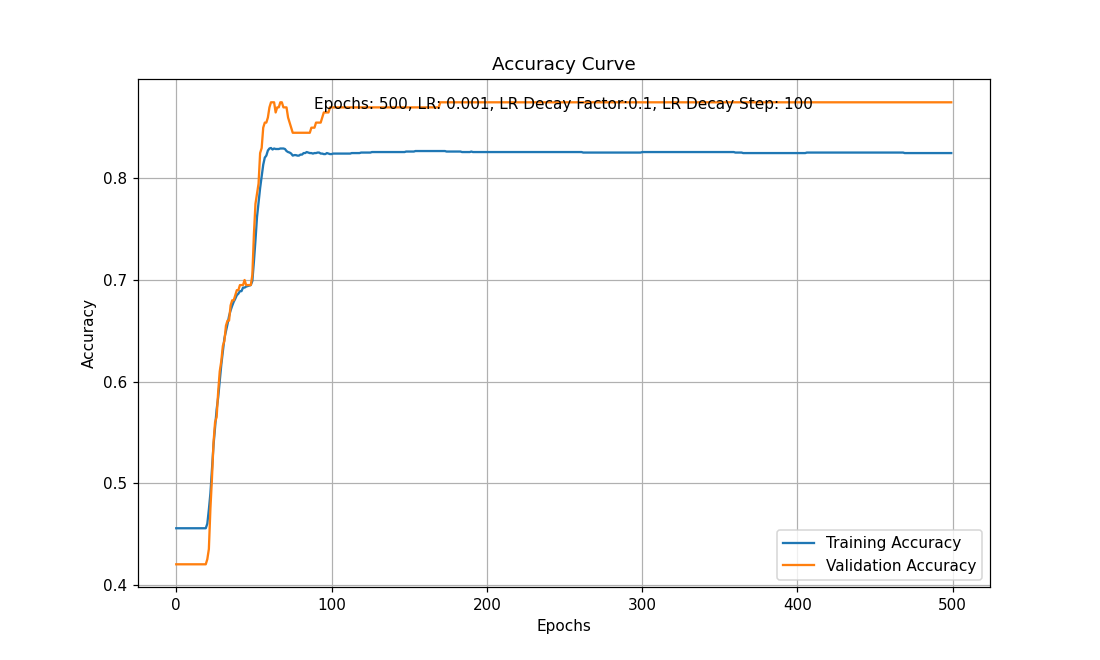 Accuracy Curve
Epochs: 500, LR: 0.001, LR Decay Factor:0.1, LR Decay Step: 100
Accuracy
0.8
0.7
0.6
0.5
0.4
Training Accuracy
Validation Accuracy
0 100 200 300 400 500
Epochs